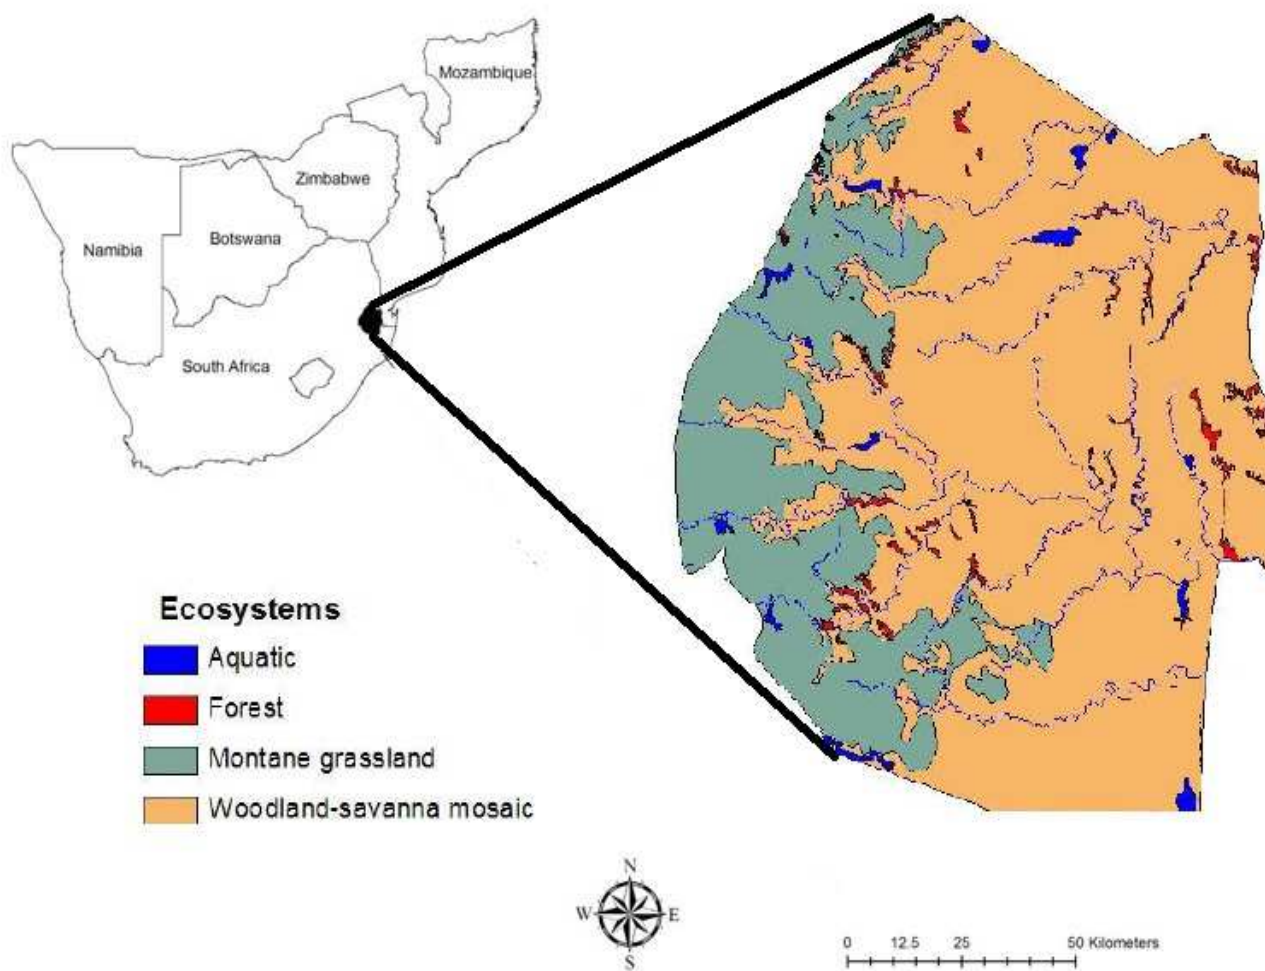 Mozambique
Zimbabwe
Botswana
Namibia
South Africa
Ecosystems
Aquatic
Forest
Montane grassland
Woodland-savanna mosaic
N
W E
S
0 12.5 25 50 Kilometers